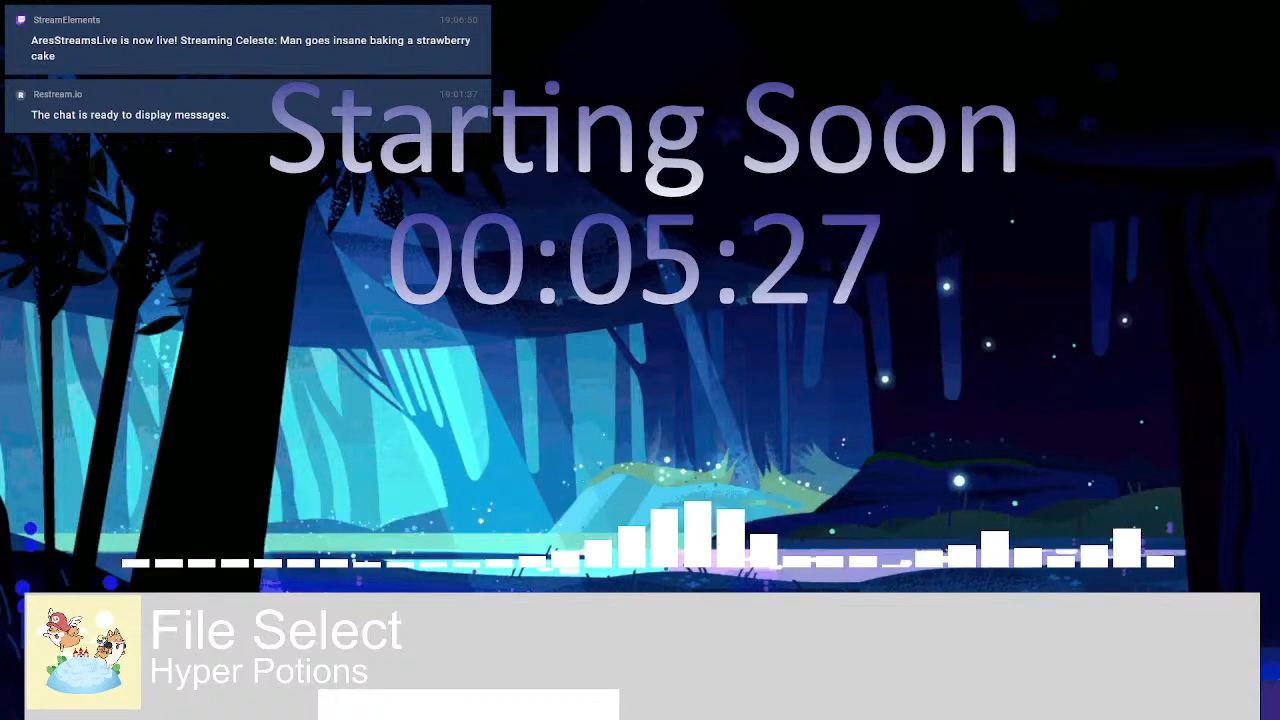 StreamElements 19:06:50
AresStreamsLive is now live! Streaming Celeste: Man goes insane baking a strawberry
cake
Restream.io 19:01:37
The chat is ready to display messages.
Starting Soon
00:05:27
File Select
Hyper Potions